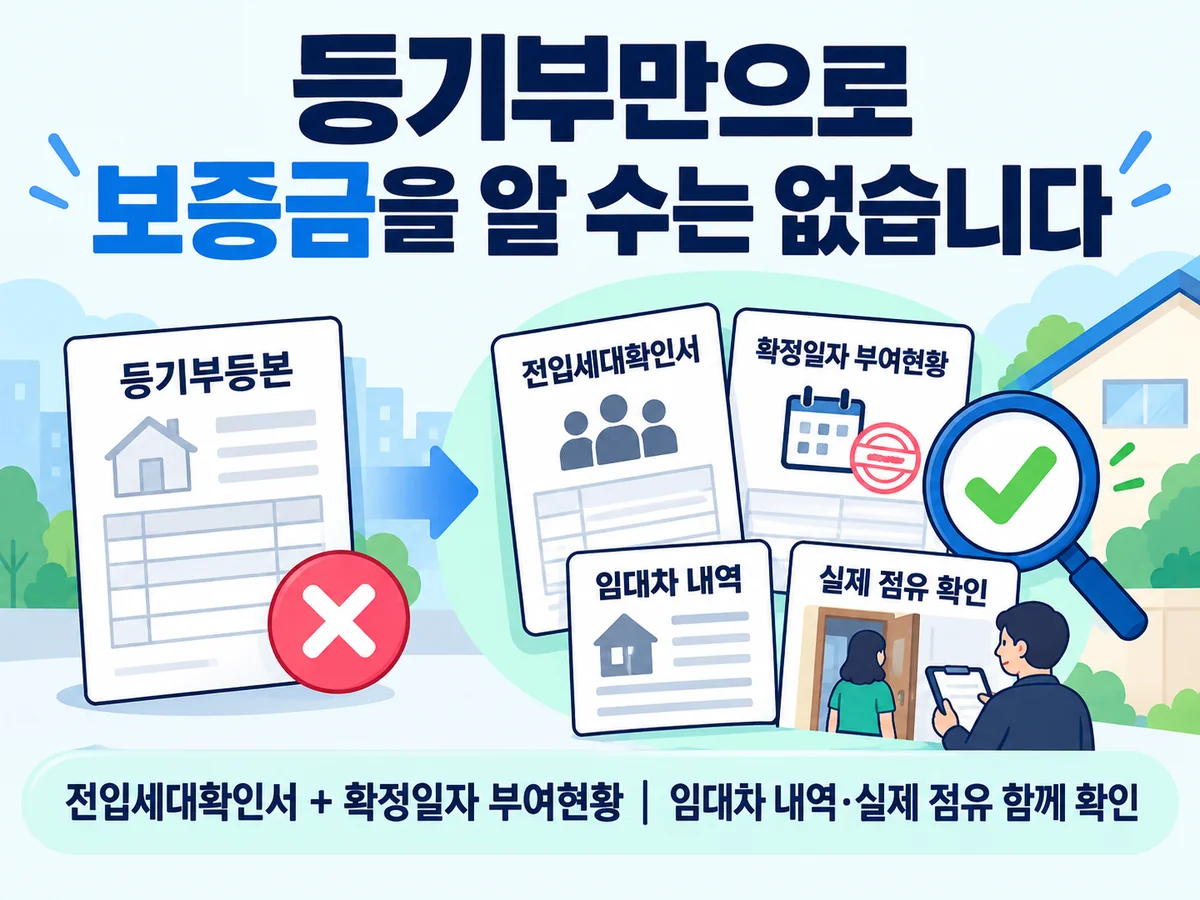 등기부만으로
보증금을 알 수는 없습니다
등기부등본
전입세대확인서
확정일자 부여현황
임대차 내역
실제 점유 확인
전입세대확인서 + 확정일자 부여현황 | 임대차 내역·실제 점유 함께 확인